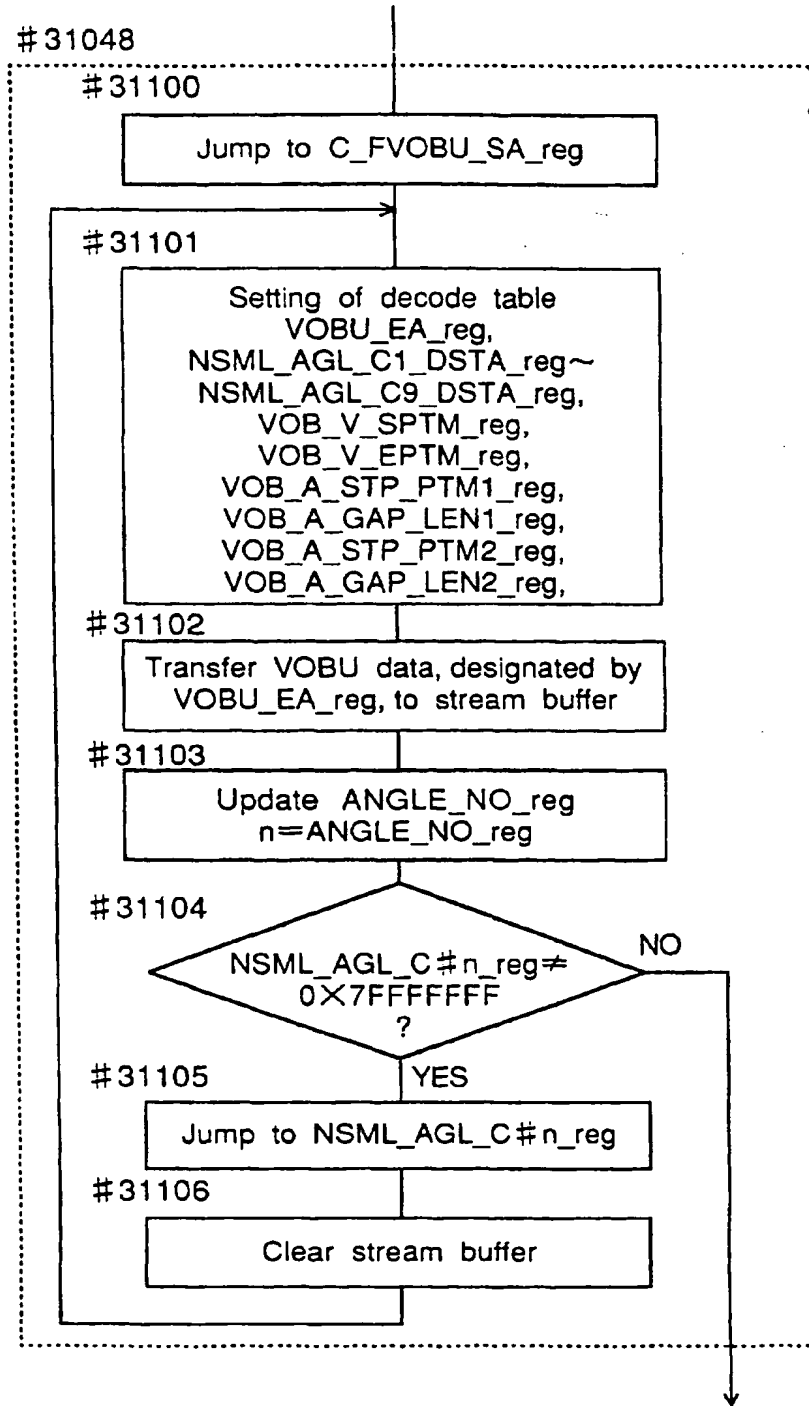 #31048
#31100
Jump to C_FVOBU_SA_reg
#31101
Setting of decode table
VOBU_EA_reg,
NSML_AGL_C1_DSTA_reg~
NSML_AGL_C9_DSTA_reg,
VOB_V_SPTM_reg,
VOB_V_EPTM_reg,
VOB_A_STP_PTM1_reg,
VOB_A_GAP_LEN1_reg,
VOB_A_STP_PTM2_reg,
VOB_A_GAP_LEN2_reg,
#31102
Transfer VOBU data, designated by
VOBU_EA_reg, to stream buffer
#31103
Update ANGLE_NO_reg
n=ANGLE_NO_reg
#31104
NO
NSML_AGL_C#n_reg≠
0×7FFFFFFF
?
#31105
YES
Jump to NSML_AGL_C#n_reg
#31106
Clear stream buffer